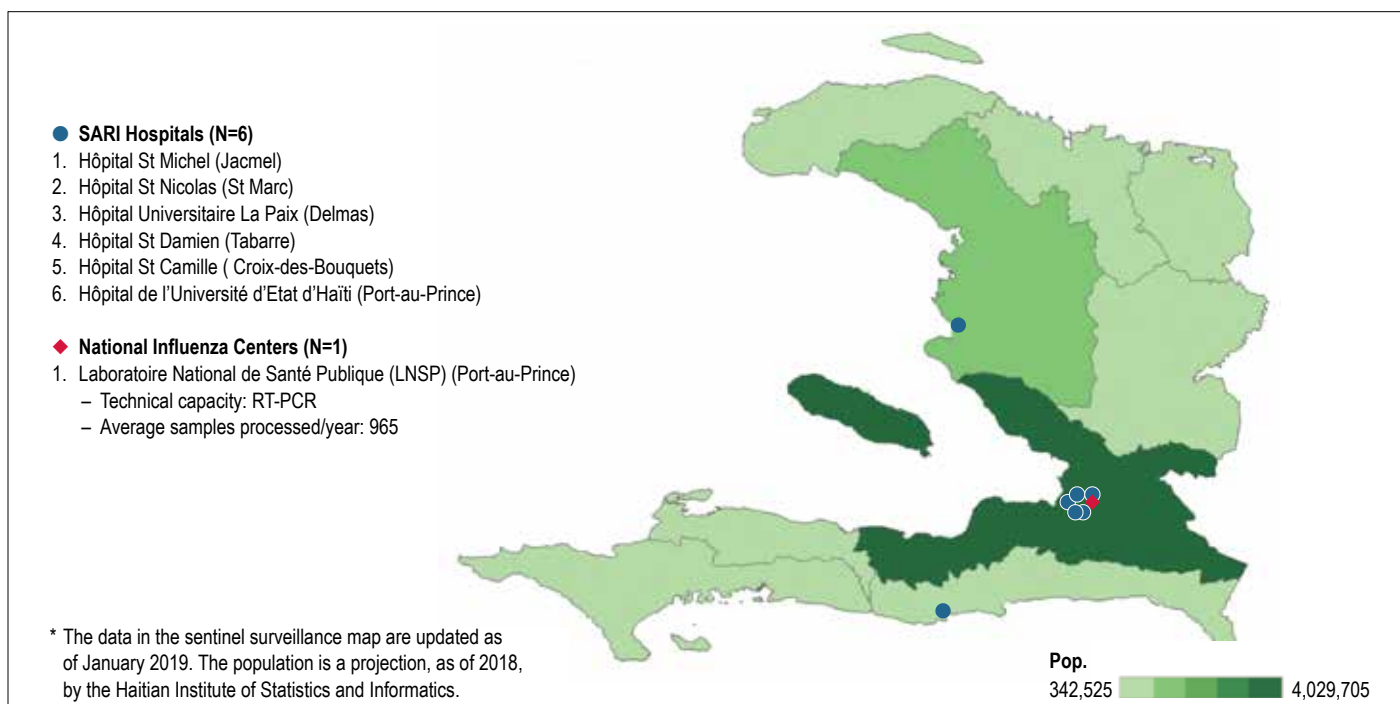 SARI Hospitals (N=6)
1. Hôpital St Michel (Jacmel)
2. Hôpital St Nicolas (St Marc)
3. Hôpital Universitaire La Paix (Delmas)
4. Hôpital St Damien (Tabarre)
5. Hôpital St Camille ( Croix-des-Bouquets)
6. Hôpital de l'Université d'Etat d'Haïti (Port-au-Prince)
National Influenza Centers (N=1)
1. Laboratoire National de Santé Publique (LNSP) (Port-au-Prince)
– Technical capacity: RT-PCR
– Average samples processed/year: 965
* The data in the sentinel surveillance map are updated as
of January 2019. The population is a projection, as of 2018,
by the Haitian Institute of Statistics and Informatics.
Pop.
342,525 4,029,705